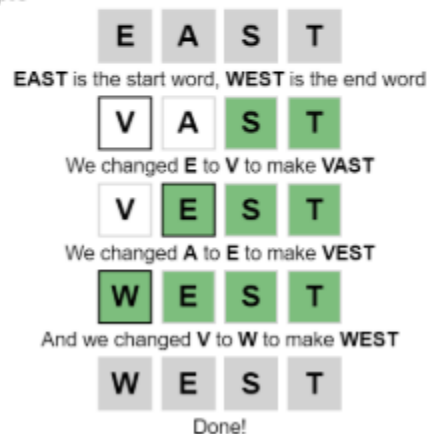 E A S T
EAST is the start word, WEST is the end word
V A S T
We changed E to V to make VAST
V E S T
We changed A to E to make VEST
W E S T
And we changed V to W to make WEST
W E S T
Done!